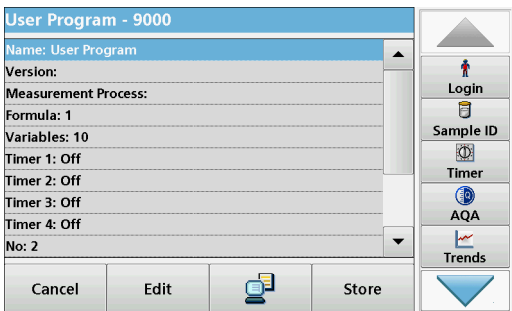 User Program - 9000
Name: User Program
Version:
Measurement Process:
Formula: 1
Variables: 10
Timer 1: Off
Timer 2: Off
Timer 3: Off
Timer 4: Off
No: 2
Cancel
Edit
Store
Login
Sample ID
Timer
AQA
Trends